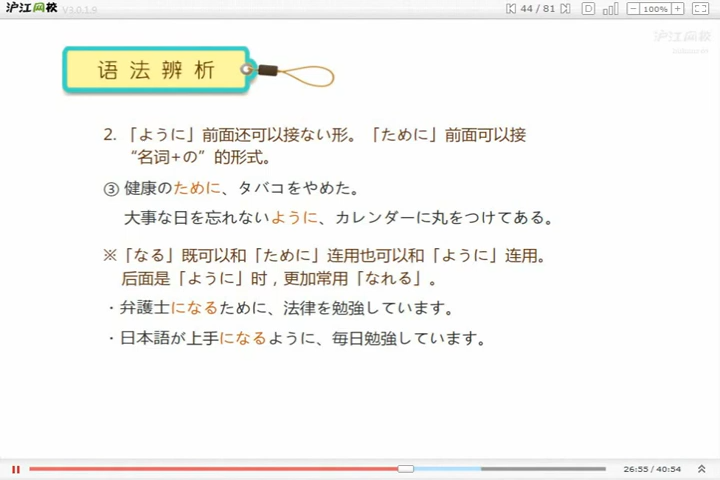 沪江网校 V3.0.1.9
44 / 81
D
100%
沪江网校
语法辨析
2. 「ように」前面还可以接ない形。「ために」前面可以接
“名词+の”的形式。
③ 健康のために、タバコをやめた。
大事な日を忘れないように、カレンダーに丸をつけてある。
※「なる」既可以和「ために」连用也可以和「ように」连用。
后面是「ように」时，更加常用「なれる」。
・弁護士になるために、法律を勉強しています。
・日本語が上手になるように、毎日勉強しています。
26:55 / 40:54